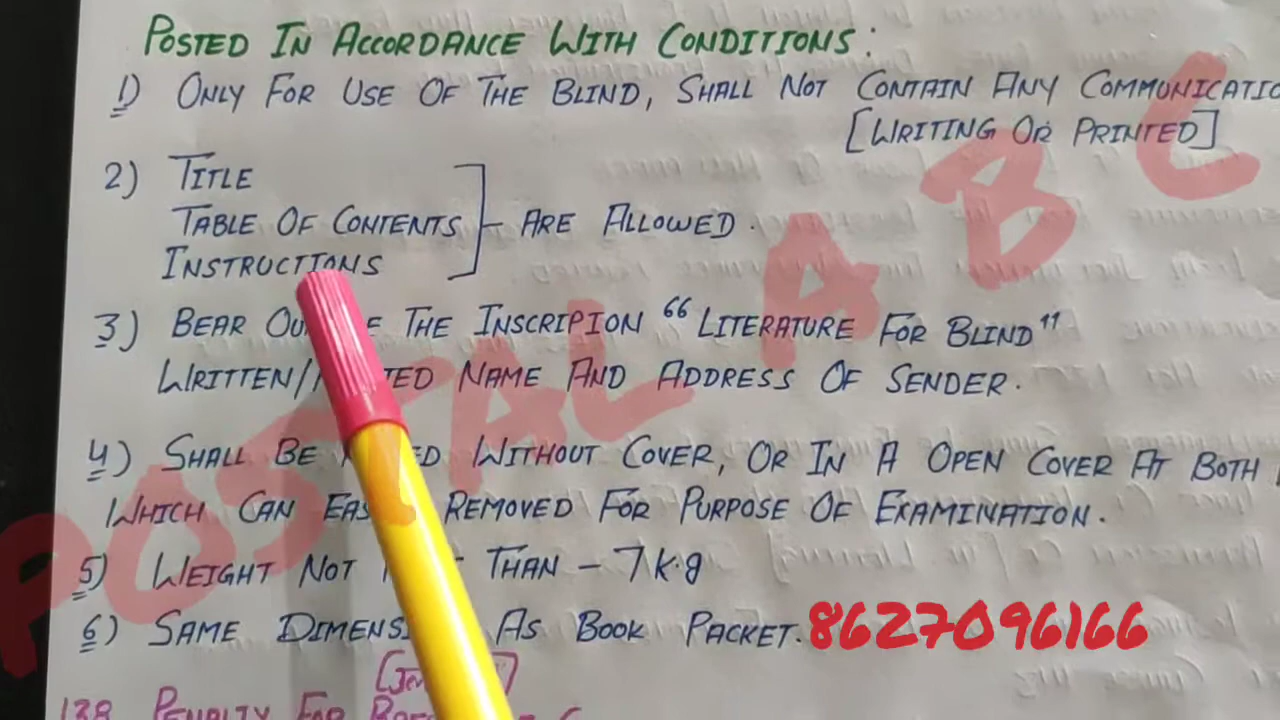 POSTED IN ACCORDANCE WITH CONDITIONS:
1) ONLY FOR USE OF THE BLIND, SHALL NOT CONTAIN ANY COMMUNICATIO
[WRITING OR PRINTED]
2) TITLE
TABLE OF CONTENTS - ARE ALLOWED.
INSTRUCTIONS
3) BEAR THE INSCRIPION "LITERATURE FOR BLIND"
WRITTEN/ NAME AND ADDRESS OF SENDER.
4) SHALL BE WITHOUT COVER, OR IN A OPEN COVER AT BOTH
WHICH CAN REMOVED FOR PURPOSE OF EXAMINATION.
5) WEIGHT NOT THAN - 7 kg
6) SAME AS BOOK PACKET.
8627096166
138 PENALTY FOR
POSTAL ABC